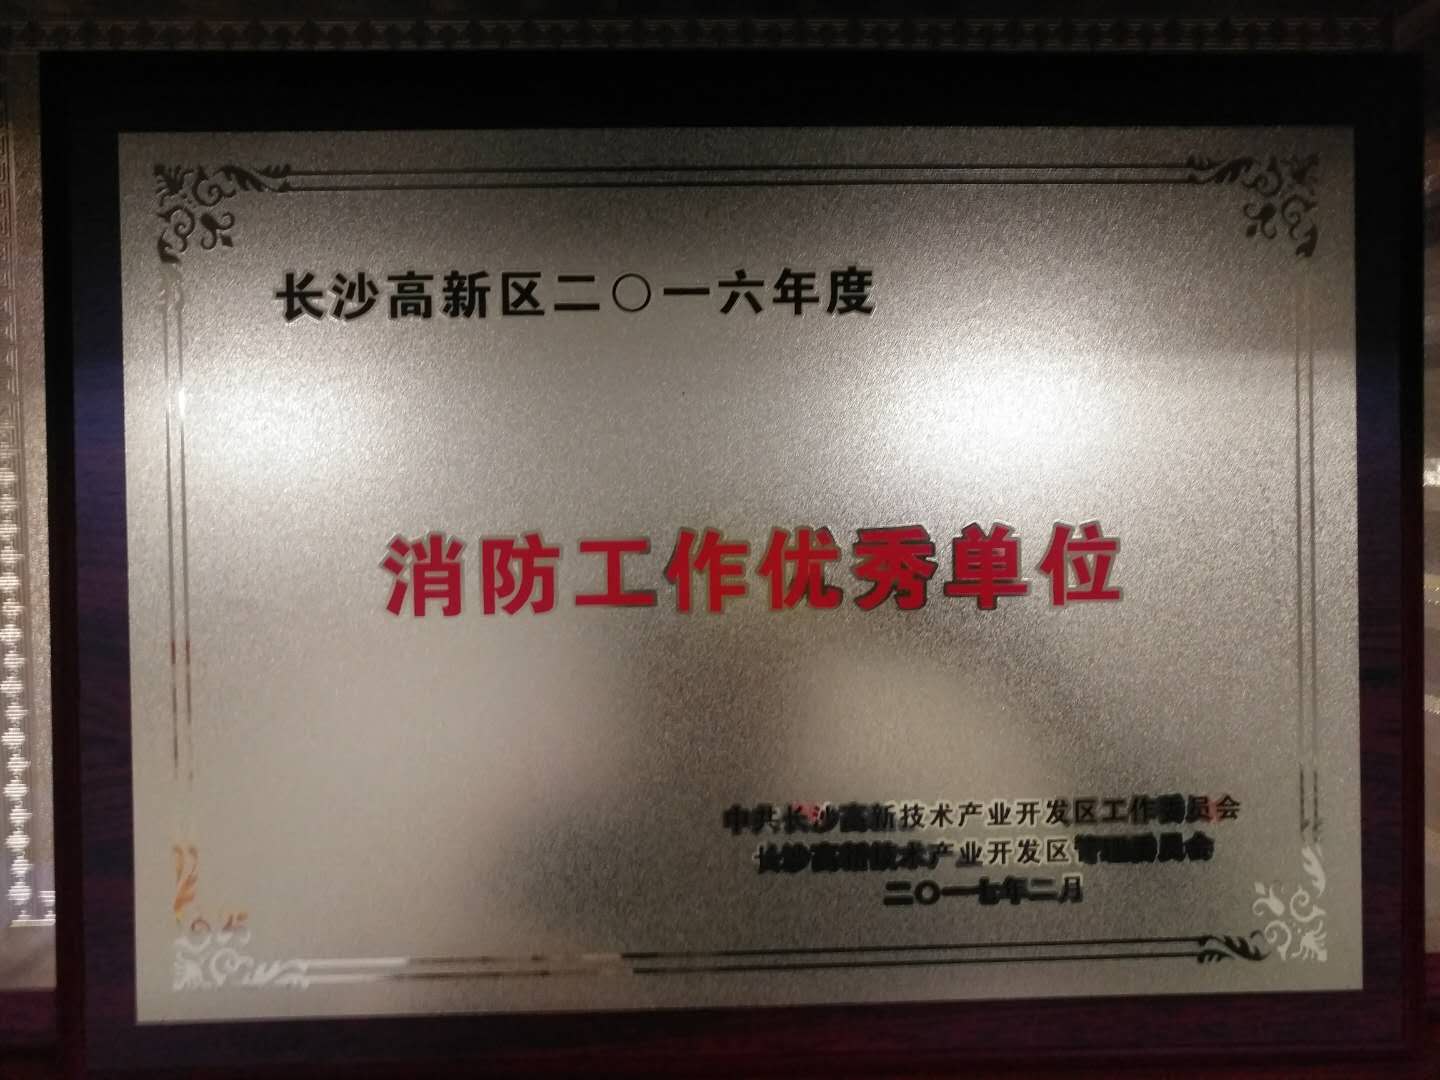 长沙高新区二〇一六年度
消防工作优秀单位
中共长沙高新技术产业开发区工作委员会
长沙高新技术产业开发区管理委员会
二〇一七年二月